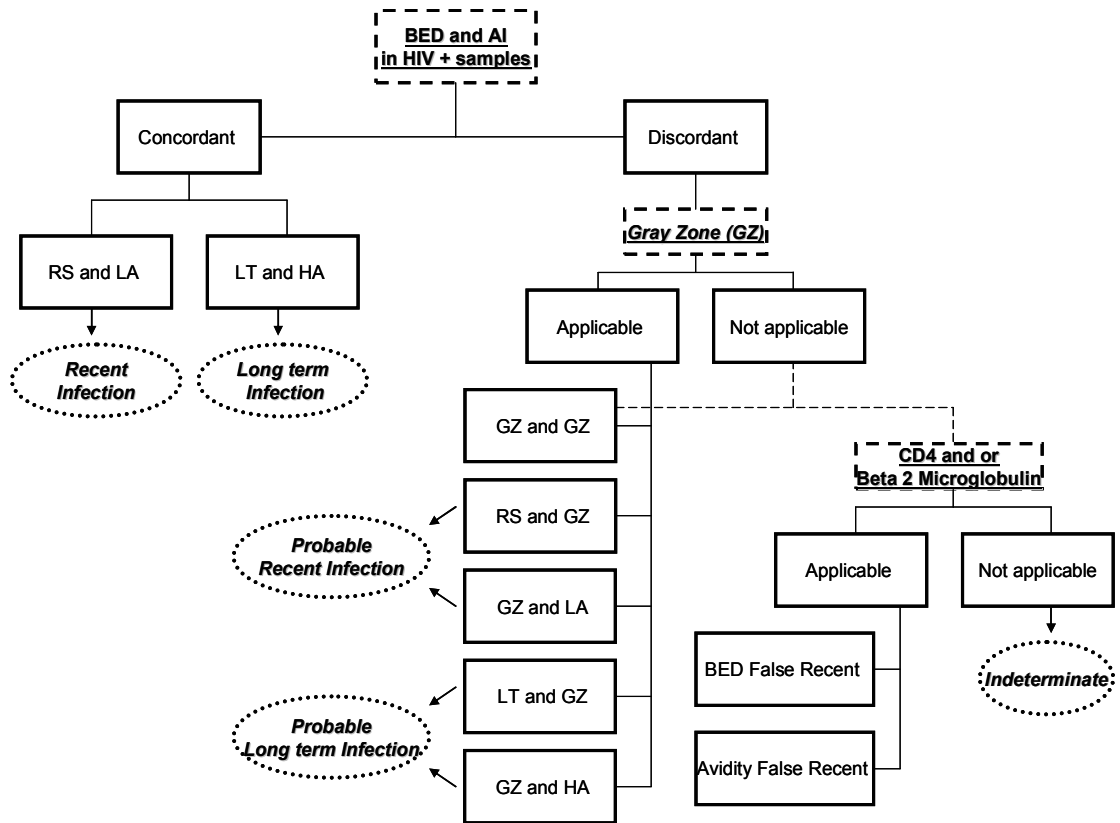 BED and AI
in HIV + samples
Concordant
Discordant
Gray Zone (GZ)
RS and LA
LT and HA
Applicable
Not applicable
Recent
Infection
Long term
Infection
GZ and GZ
CD4 and or
Beta 2 Microglobulin
RS and GZ
Probable
Recent Infection
Applicable
Not applicable
GZ and LA
BED False Recent
Indeterminate
LT and GZ
Probable
Long term Infection
Avidity False Recent
GZ and HA